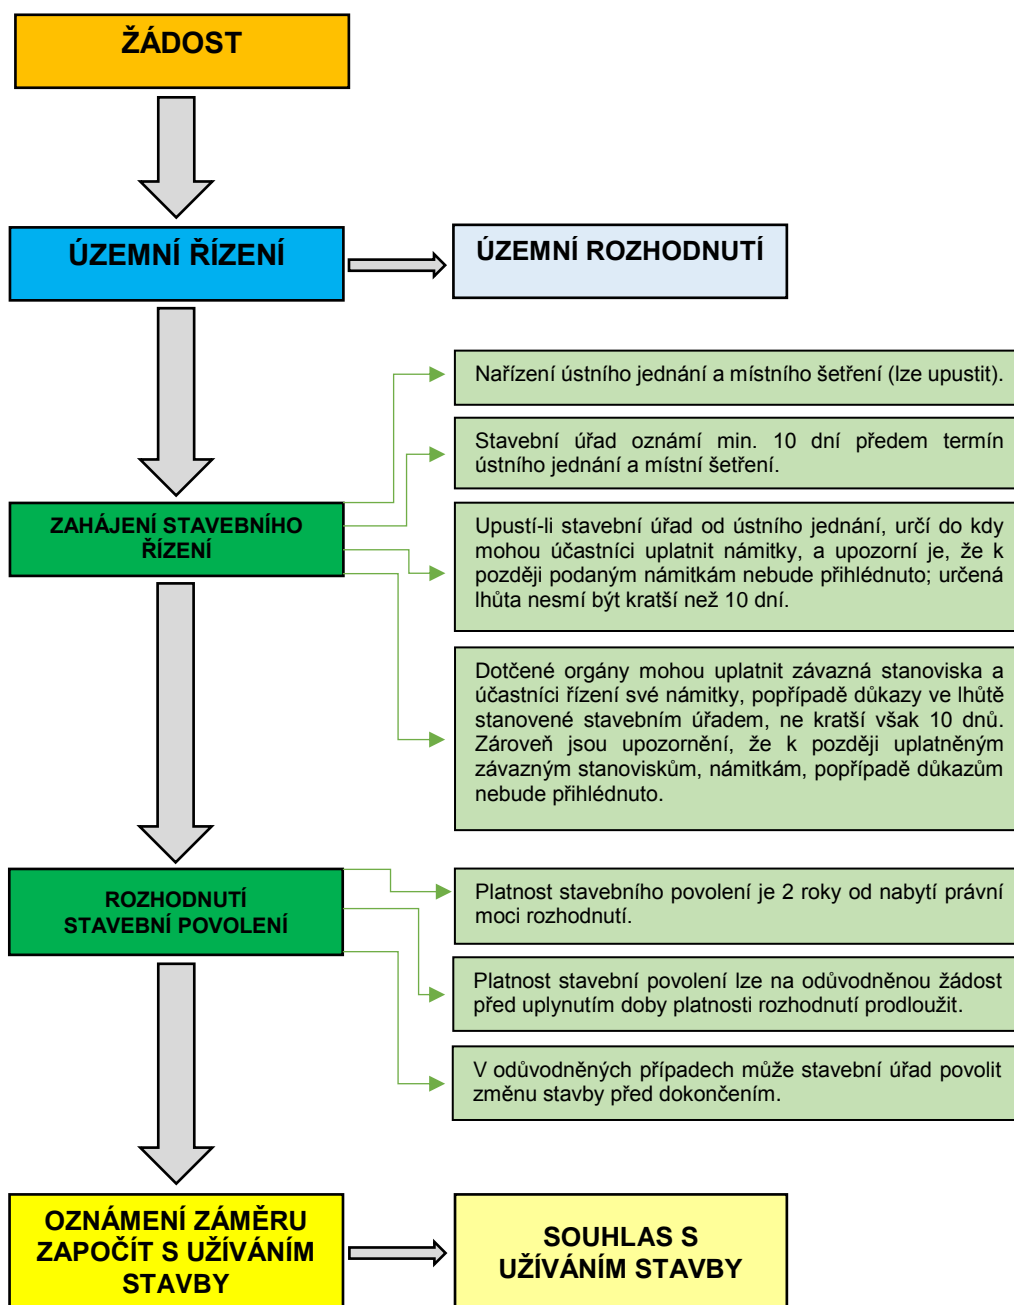 ŽÁDOST
ÚZEMNÍ ŘÍZENÍ
ÚZEMNÍ ROZHODNUTÍ
Nařízení ústního jednání a místního šetření (lze upustit).
Stavební úřad oznámí min. 10 dní předem termín
ústního jednání a místní šetření.
ZAHÁJENÍ STAVEBNÍHO
ŘÍZENÍ
Upustí-li stavební úřad od ústního jednání, určí do kdy
mohou účastníci uplatnit námitky, a upozorní je, že k
později podaným námitkám nebude přihlédnuto; určená
lhůta nesmí být kratší než 10 dní.
Dotčené orgány mohou uplatnit závazná stanoviska a
účastníci řízení své námitky, popřípadě důkazy ve lhůtě
stanovené stavebním úřadem, ne kratší však 10 dnů.
Zároveň jsou upozornění, že k později uplatněným
závazným stanoviskům, námitkám, popřípadě důkazům
nebude přihlédnuto.
ROZHODNUTÍ
STAVEBNÍ POVOLENÍ
Platnost stavebního povolení je 2 roky od nabytí právní
moci rozhodnutí.
Platnost stavební povolení lze na odůvodněnou žádost
před uplynutím doby platnosti rozhodnutí prodloužit.
V odůvodněných případech může stavební úřad povolit
změnu stavby před dokončením.
OZNÁMENÍ ZÁMĚRU
ZAPOČÍT S UŽÍVÁNÍM
STAVBY
SOUHLAS S
UŽÍVÁNÍM STAVBY